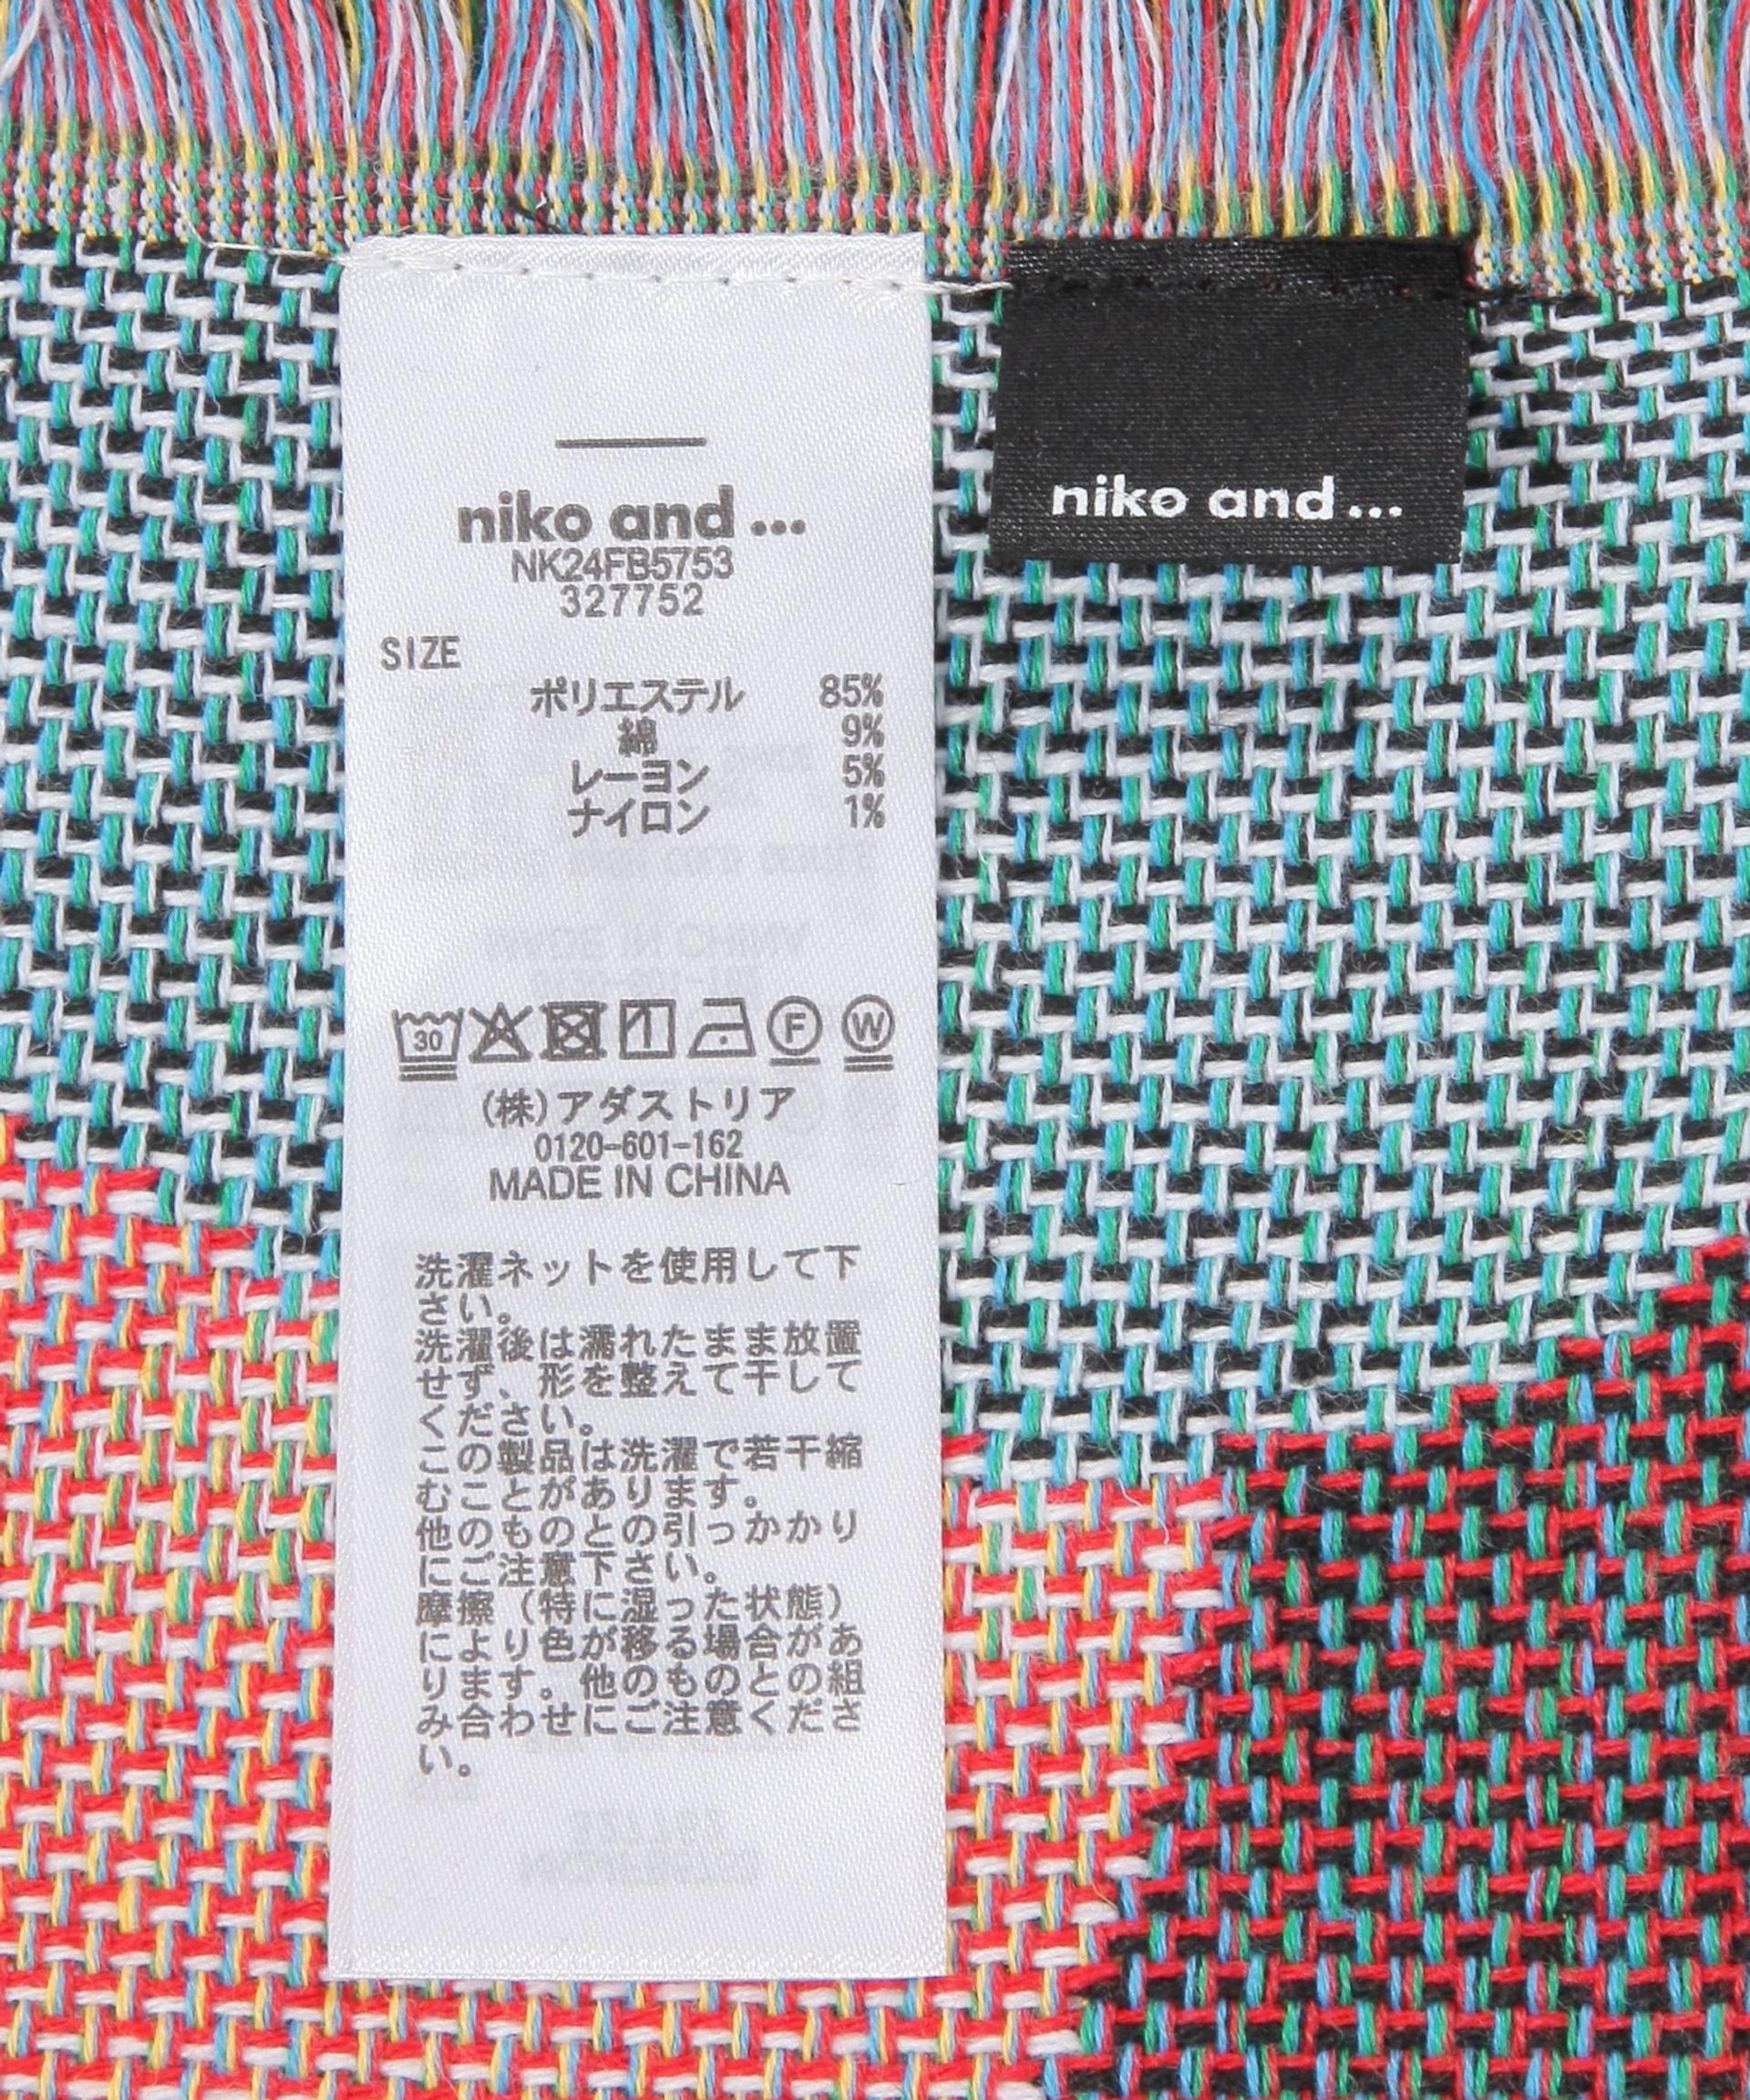 niko and ...
NK24FB5753
327752
SIZE
ポリエステル 85%
綿 9%
レーヨン 5%
ナイロン 1%
30
F
W
(株)アダストリア
0120-601-162
MADE IN CHINA
洗濯ネットを使用して下
さい。
洗濯後は濡れたまま放置
せず、形を整えて干して
ください。
この製品は洗濯で若干縮
むことがあります。
他のものとの引っかかり
にご注意下さい。
摩擦（特に湿った状態）
により色が移る場合があ
ります。他のものとの組
み合わせにご注意くださ
い。
niko and ...